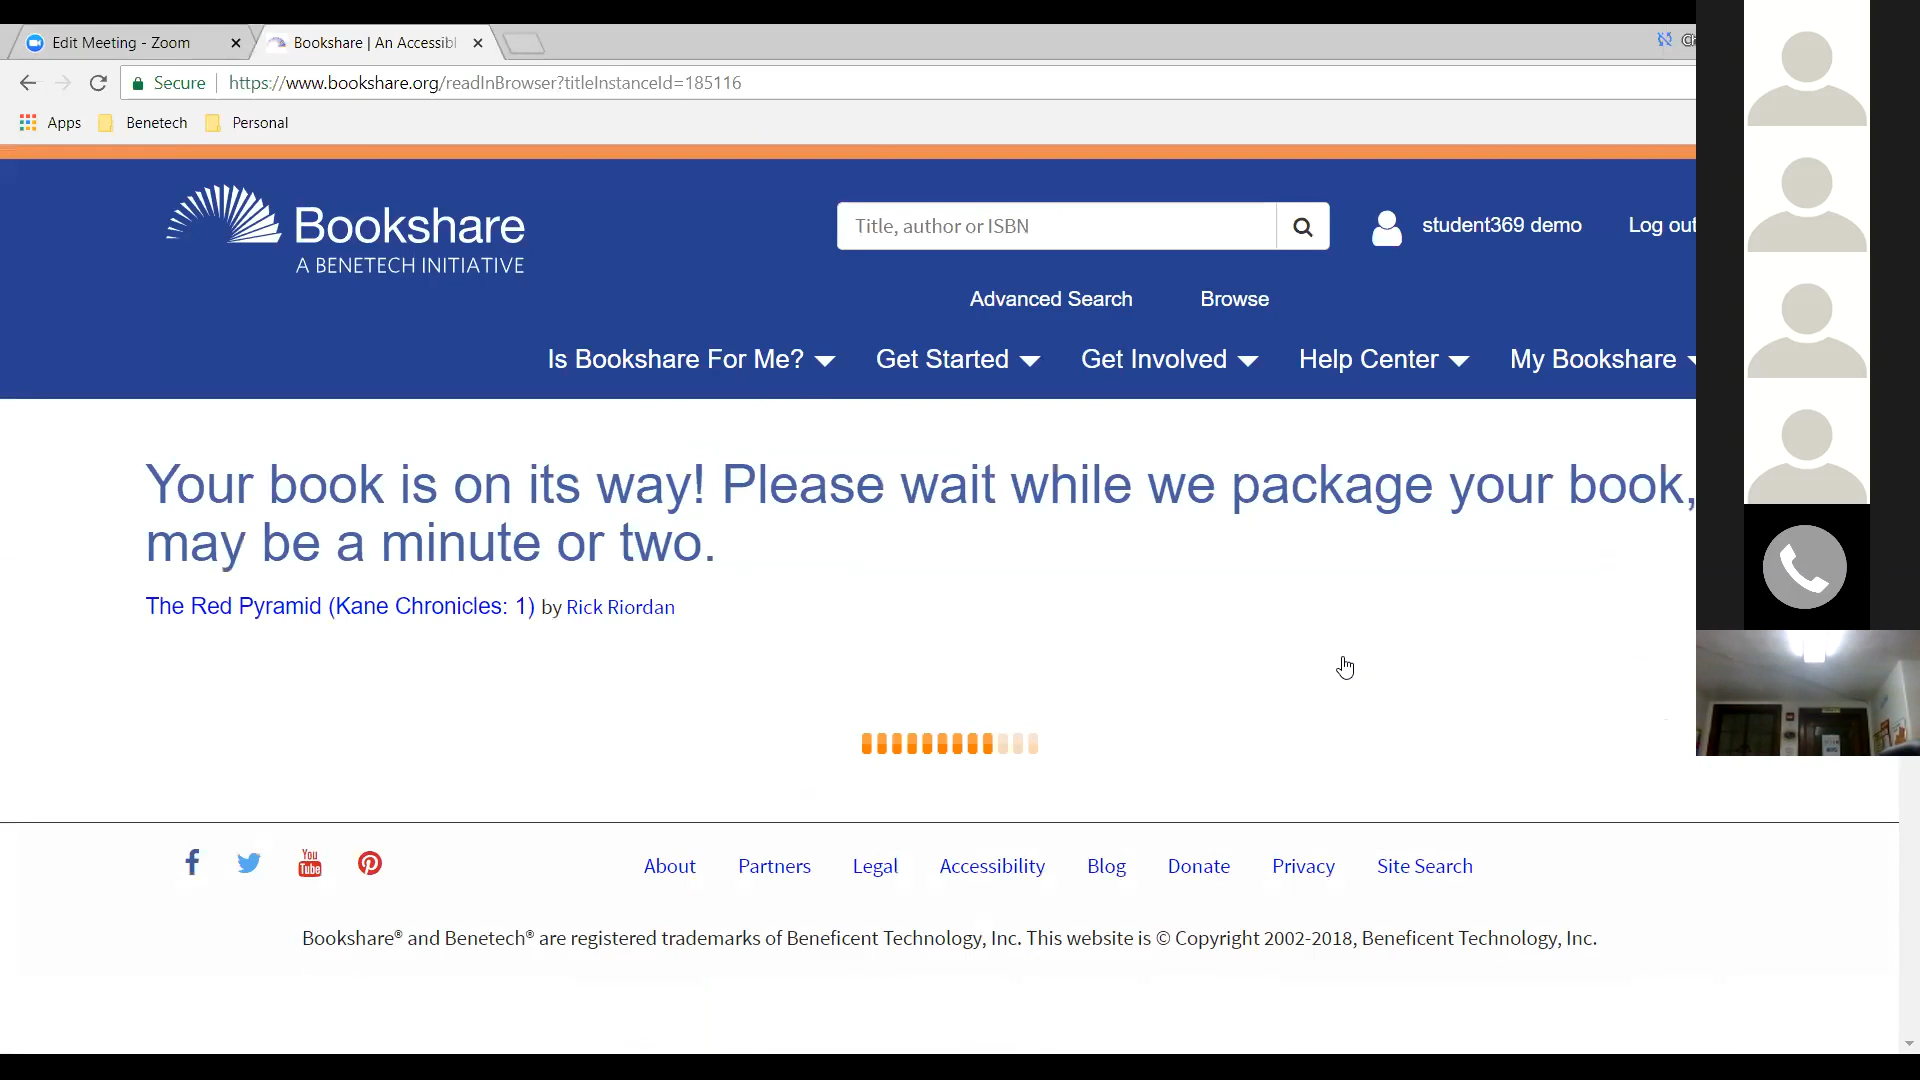 Edit Meeting - Zoom
Bookshare | An Accessibl
Secure
https://www.bookshare.org/readInBrowser?titleInstanceId=185116
Apps
Benetech
Personal
Bookshare
A BENETECH INITIATIVE
Title, author or ISBN
student369 demo
Log out
Advanced Search
Browse
Is Bookshare For Me?
Get Started
Get Involved
Help Center
My Bookshare
Your book is on its way! Please wait while we package your book,
may be a minute or two.
The Red Pyramid (Kane Chronicles: 1) by Rick Riordan
You
Tube
About
Partners
Legal
Accessibility
Blog
Donate
Privacy
Site Search
Bookshare® and Benetech® are registered trademarks of Beneficent Technology, Inc. This website is © Copyright 2002-2018, Beneficent Technology, Inc.